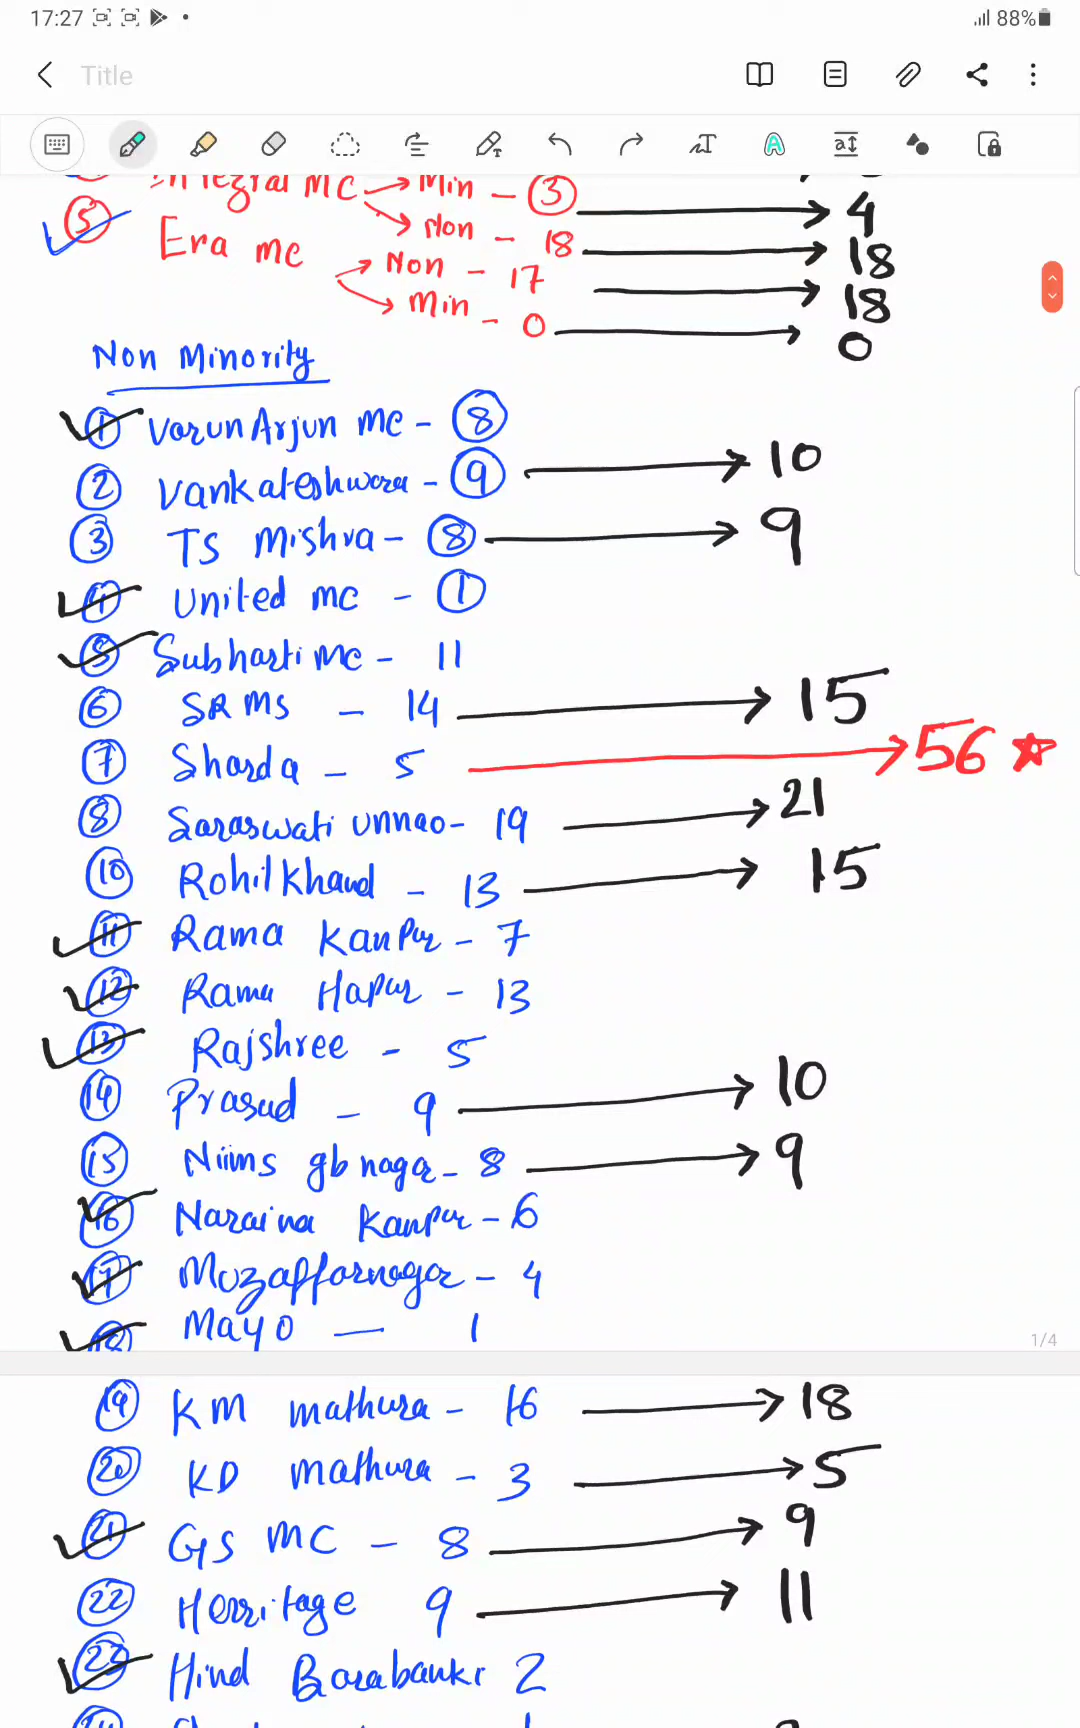 17:27 88%
Title
Integral MC → Min - 3 → 4
→ Non - 18 → 18
5 Era mc → Non - 17 → 18
→ Min - 0 → 0
Non Minority
1 Varun Arjun mc - 8
2 Vankateshwara - 9 → 10
3 TS Mishra - 8 → 9
4 United mc - 1
5 Subharti mc - 11
6 SRMS - 14 → 15
7 Sharda - 5 → 56
8 Saraswati unnao - 19 → 21
10 Rohilkhand - 13 → 15
11 Rama Kanpur - 7
12 Rama Hapur - 13
13 Rajshree - 5
14 Prasad - 9 → 10
15 Niims gb nagar - 8 → 9
16 Naraina Kanpur - 6
17 Muzaffarnagar - 4
18 Mayo - 1
1/4
19 KM mathura - 16 → 18
20 KD mathura - 3 → 5
21 GS MC - 8 → 9
22 Herritage 9 → 11
23 Hind Barabanki 2